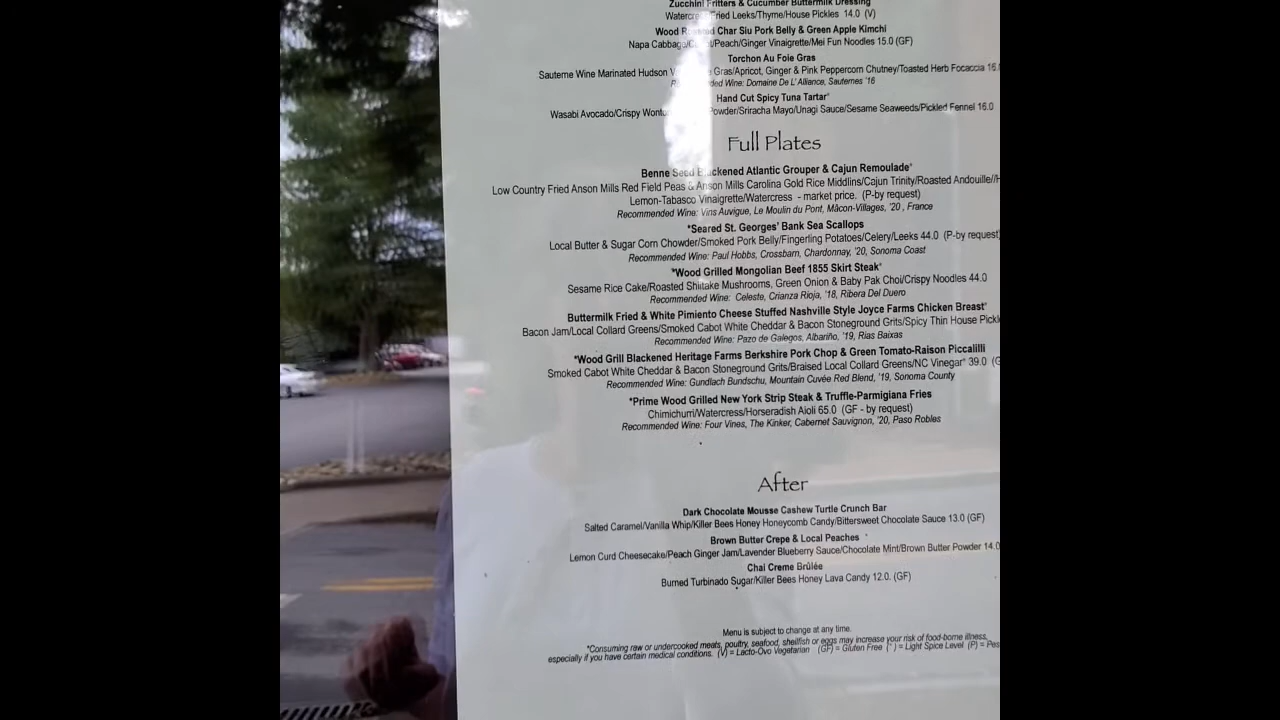 Zucchini Fritters & Cucumber Buttermilk Dressing
Fried Leeks/Thyme/House Pickles 14.0 (V)
Wood Char Siu Pork Belly & Green Apple Kimchi
Napa Cabbage/ /Peach/Ginger Vinaigrette/Mei Fun Noodles 15.0 (GF)
Torchon Au Foie Gras
Sauterne Wine Marinated Hudson Gras/Apricot, Ginger & Pink Peppercorn Chutney/Toasted Herb Focaccia 16.
Wine: Domaine De L' Alliance, Sauternes '16
Hand Cut Spicy Tuna Tartar*
Wasabi Avocado/Crispy Powder/Sriracha Mayo/Unagi Sauce/Sesame Seaweeds/Pickled Fennel 16.0
Full Plates
Benne Seed Blackened Atlantic Grouper & Cajun Remoulade*
Low Country Fried Anson Mills Red Field Peas & Anson Mills Carolina Gold Rice Middlins/Cajun Trinity/Roasted Andouille//H
Lemon-Tabasco Vinaigrette/Watercress - market price. (P-by request)
Recommended Wine: Vins Auvigue, Le Moulin du Pont, Mâcon-Villages, '20 , France
*Seared St. Georges' Bank Sea Scallops
Local Butter & Sugar Corn Chowder/Smoked Pork Belly/Fingerling Potatoes/Celery/Leeks 44.0 (P-by request)
Recommended Wine: Paul Hobbs, Crossbarn, Chardonnay, '20, Sonoma Coast
*Wood Grilled Mongolian Beef 1855 Skirt Steak*
Sesame Rice Cake/Roasted Shiitake Mushrooms, Green Onion & Baby Pak Choi/Crispy Noodles 44.0
Recommended Wine: Celeste, Crianza Rioja, '18, Ribera Del Duero
Buttermilk Fried & White Pimiento Cheese Stuffed Nashville Style Joyce Farms Chicken Breast*
Bacon Jam/Local Collard Greens/Smoked Cabot White Cheddar & Bacon Stoneground Grits/Spicy Thin House Pickl
Recommended Wine: Pazo de Galegos, Albariño, '19, Rias Baixas
*Wood Grill Blackened Heritage Farms Berkshire Pork Chop & Green Tomato-Raison Piccalilli
Smoked Cabot White Cheddar & Bacon Stoneground Grits/Braised Local Collard Greens/NC Vinegar* 39.0 (G
Recommended Wine: Gundlach Bundschu, Mountain Cuvée Red Blend, '19, Sonoma County
*Prime Wood Grilled New York Strip Steak & Truffle-Parmigiana Fries
Chimichurri/Watercress/Horseradish Aioli 65.0 (GF - by request)
Recommended Wine: Four Vines, The Kinker, Cabernet Sauvignon, '20, Paso Robles
After
Dark Chocolate Mousse Cashew Turtle Crunch Bar
Salted Caramel/Vanilla Whip/Killer Bees Honey Honeycomb Candy/Bittersweet Chocolate Sauce 13.0 (GF)
Brown Butter Crepe & Local Peaches
Lemon Curd Cheesecake/Peach Ginger Jam/Lavender Blueberry Sauce/Chocolate Mint/Brown Butter Powder 14.0
Chai Creme Brûlée
Burned Turbinado Sugar/Killer Bees Honey Lava Candy 12.0. (GF)
Menu is subject to change at any time.
*Consuming raw or undercooked meats, poultry, seafood, shellfish or eggs may increase your risk of food-borne illness,
especially if you have certain medical conditions. (V) = Lacto-Ovo Vegetarian (GF) = Gluten Free (*) = Light Spice Level (P) = Pes